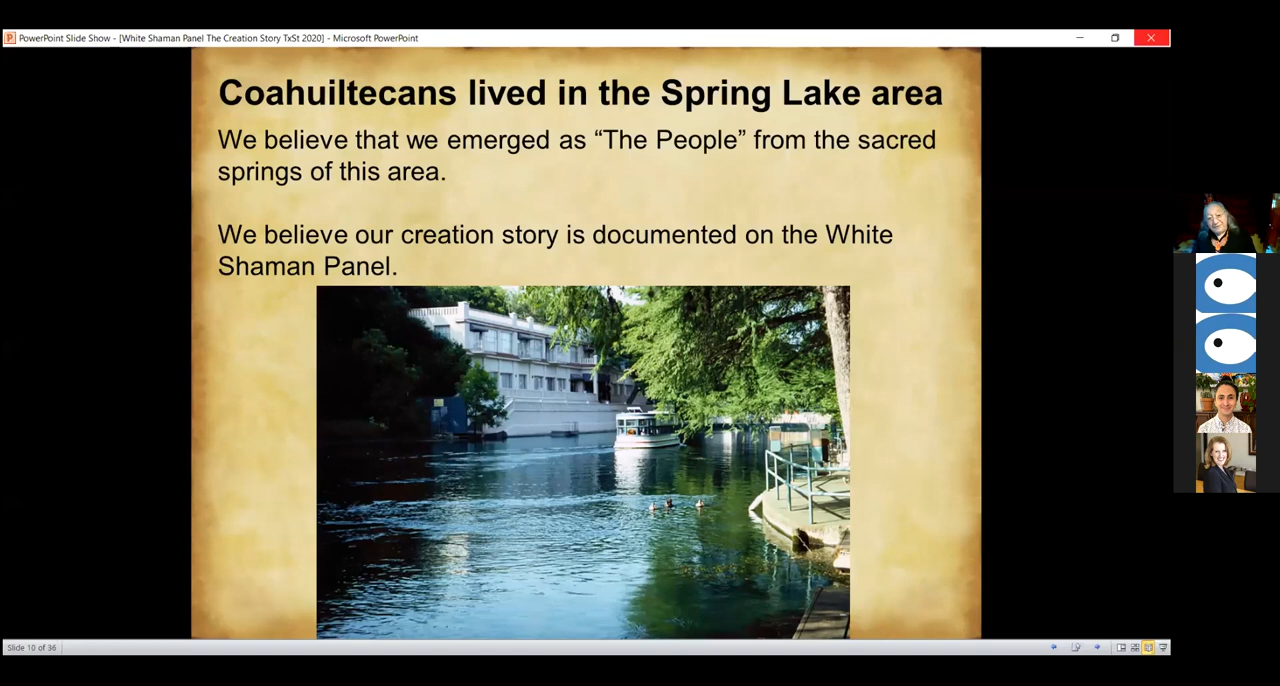 PowerPoint Slide Show - [White Shaman Panel The Creation Story TxSt 2020] - Microsoft PowerPoint
Coahuiltecans lived in the Spring Lake area
We believe that we emerged as “The People” from the sacred
springs of this area.
We believe our creation story is documented on the White
Shaman Panel.
Slide 10 of 36